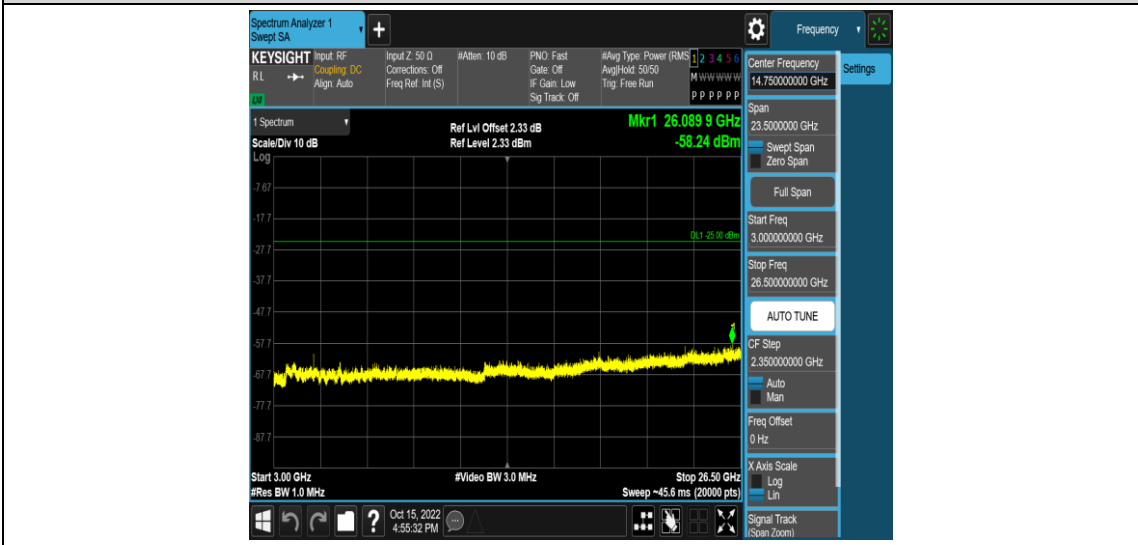 Spectrum Analyzer 1
Swept SA
+
Frequency
KEYSIGHT
RL
LXI
Input: RF
Coupling: DC
Align: Auto
Input Z: 50 Ω
Corrections: Off
Freq Ref: Int (S)
#Atten: 10 dB
PNO: Fast
Gate: Off
IF Gain: Low
Sig Track: Off
#Avg Type: Power (RMS
Avg|Hold: 50/50
Trig: Free Run
1 2 3 4 5 6
M W W W W W
P P P P P P
1 Spectrum
Scale/Div 10 dB
Log
Ref Lvl Offset 2.33 dB
Ref Level 2.33 dBm
Mkr1 26.089 9 GHz
-58.24 dBm
-7.67
-17.7
-27.7
-37.7
-47.7
-57.7
-67.7
-77.7
-87.7
DL1 -25.00 dBm
1
Start 3.00 GHz
#Res BW 1.0 MHz
#Video BW 3.0 MHz
Stop 26.50 GHz
Sweep ~45.6 ms (20000 pts)
Center Frequency
14.750000000 GHz
Settings
Span
23.5000000 GHz
Swept Span
Zero Span
Full Span
Start Freq
3.000000000 GHz
Stop Freq
26.500000000 GHz
AUTO TUNE
CF Step
2.350000000 GHz
Auto
Man
Freq Offset
0 Hz
X Axis Scale
Log
Lin
Signal Track
(Span Zoom)
?
Oct 15, 2022
4:55:32 PM